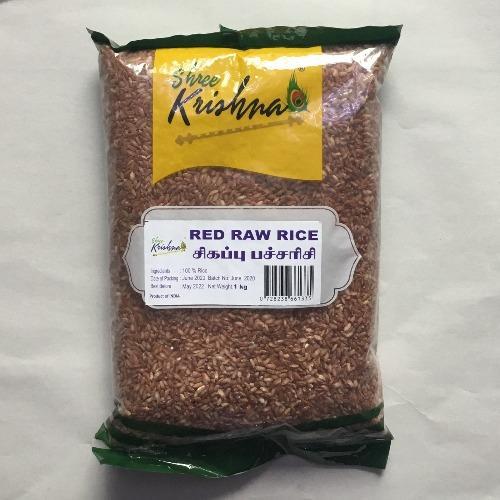 Shree
Krishna
®
Shree
Krishna
RED RAW RICE
சிகப்பு பச்சரிசி
Ingredients : 100 % Rice
Date of Packing : June 2020 Batch No: June 2020
Best Before : May 2022 Net Weight: 1 kg
Product of INDIA